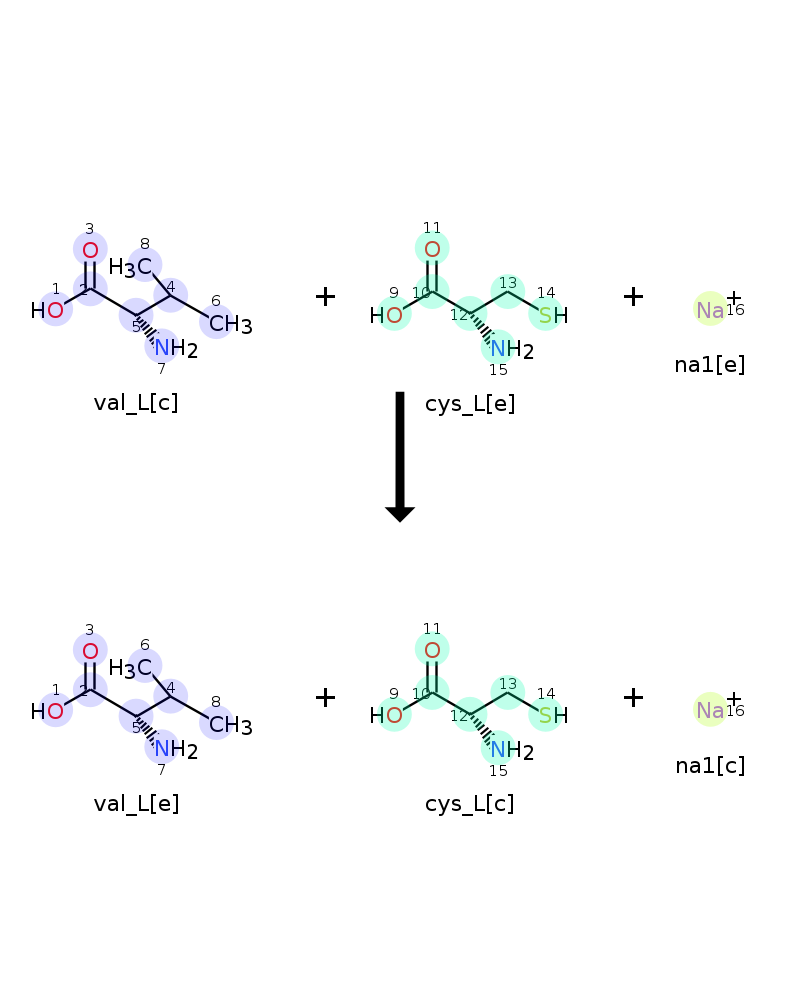 3 8 11 13
O H₃C O
1 2 4 6 9 10 12 14
HO 5 CH₃ + HO SH + Na⁺ 16
NH₂ NH₂
7 15
val_L[c] cys_L[e] na1[e]
3 6 11 13
O H₃C O
1 2 4 8 9 10 12 14
HO 5 CH₃ + HO SH + Na⁺ 16
NH₂ NH₂
7 15
val_L[e] cys_L[c] na1[c]